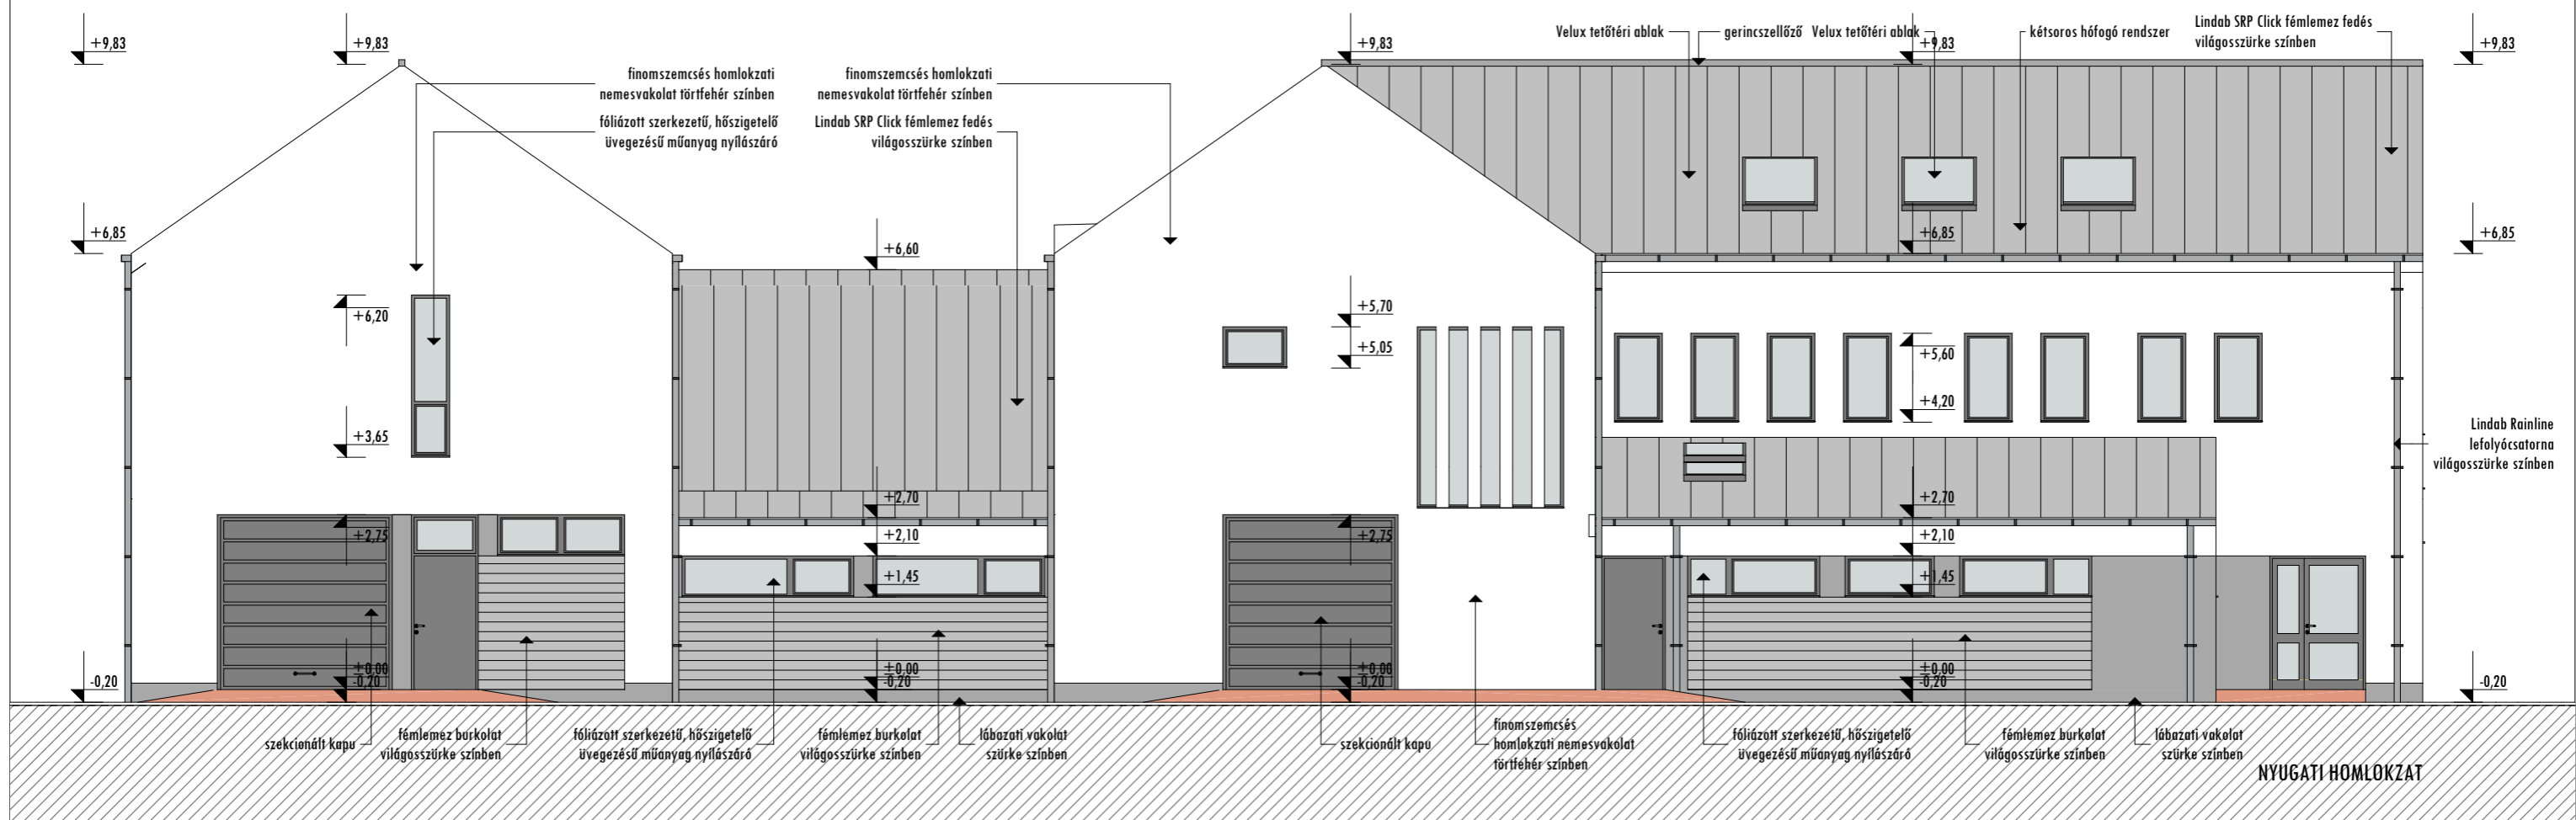 +9,83
+9,83
+9,83
Velux tetőtéri ablak
gerincszellőző
Velux tetőtéri ablak
+9,83
kétsoros hófogó rendszer
Lindab SRP Click fémlemez fedés
világosszürke színben
+9,83
finomszemcsés homlokzati
nemesvakolat törtfehér színben
fóliázott szerkezetű, hőszigetelő
üvegezésű műanyag nyílászáró
finomszemcsés homlokzati
nemesvakolat törtfehér színben
Lindab SRP Click fémlemez fedés
világosszürke színben
+6,85
+6,60
+6,85
+6,85
+6,20
+5,70
+5,05
+5,60
+4,20
+3,65
Lindab Rainline
lefolyócsatorna
világosszürke színben
+2,70
+2,70
+2,75
+2,10
+2,75
+2,10
+1,45
+1,45
±0,00
-0,20
±0,00
-0,20
±0,00
-0,20
±0,00
-0,20
-0,20
-0,20
szekcionált kapu
fémlemez burkolat
világosszürke színben
fóliázott szerkezetű, hőszigetelő
üvegezésű műanyag nyílászáró
fémlemez burkolat
világosszürke színben
lábazati vakolat
szürke színben
szekcionált kapu
finomszemcsés
homlokzati nemesvakolat
törtfehér színben
fóliázott szerkezetű, hőszigetelő
üvegezésű műanyag nyílászáró
fémlemez burkolat
világosszürke színben
lábazati vakolat
szürke színben
NYUGATI HOMLOKZAT